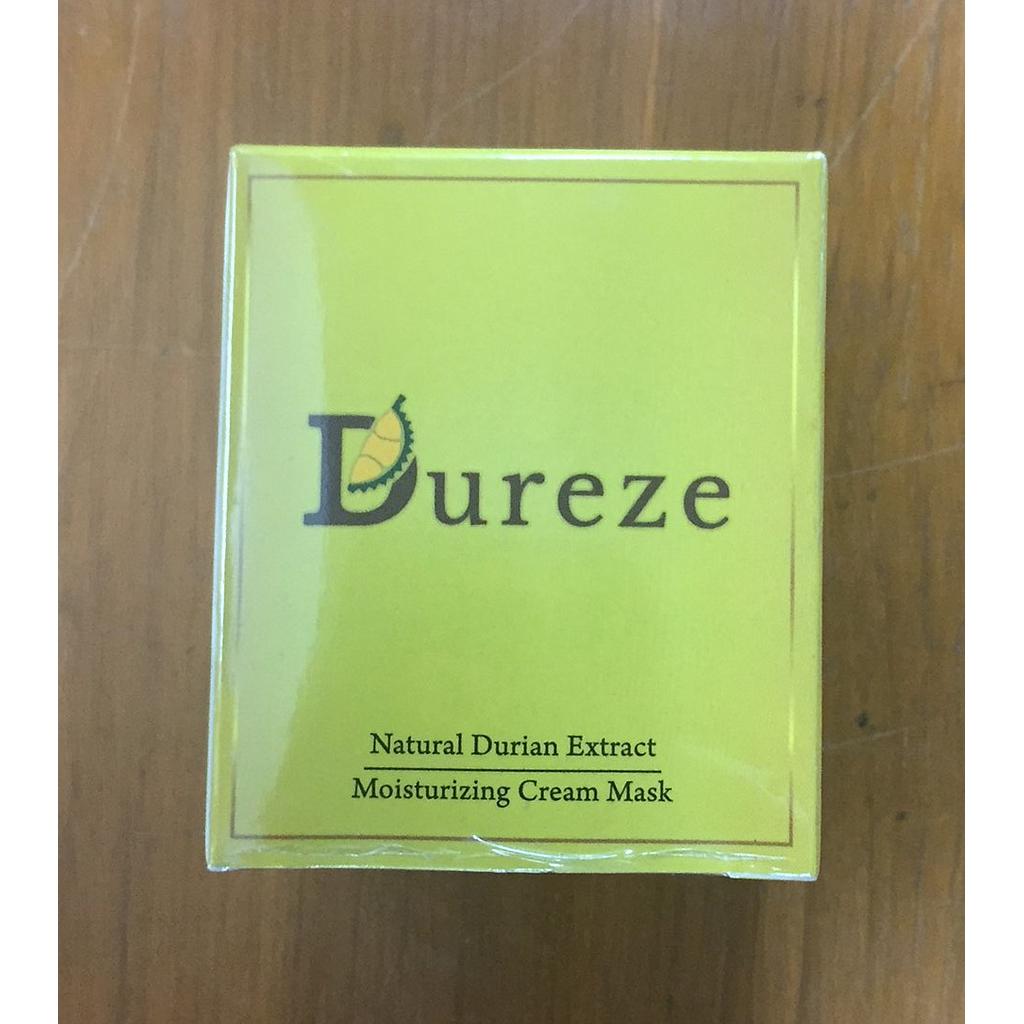 Dureze
Natural Durian Extract
Moisturizing Cream Mask